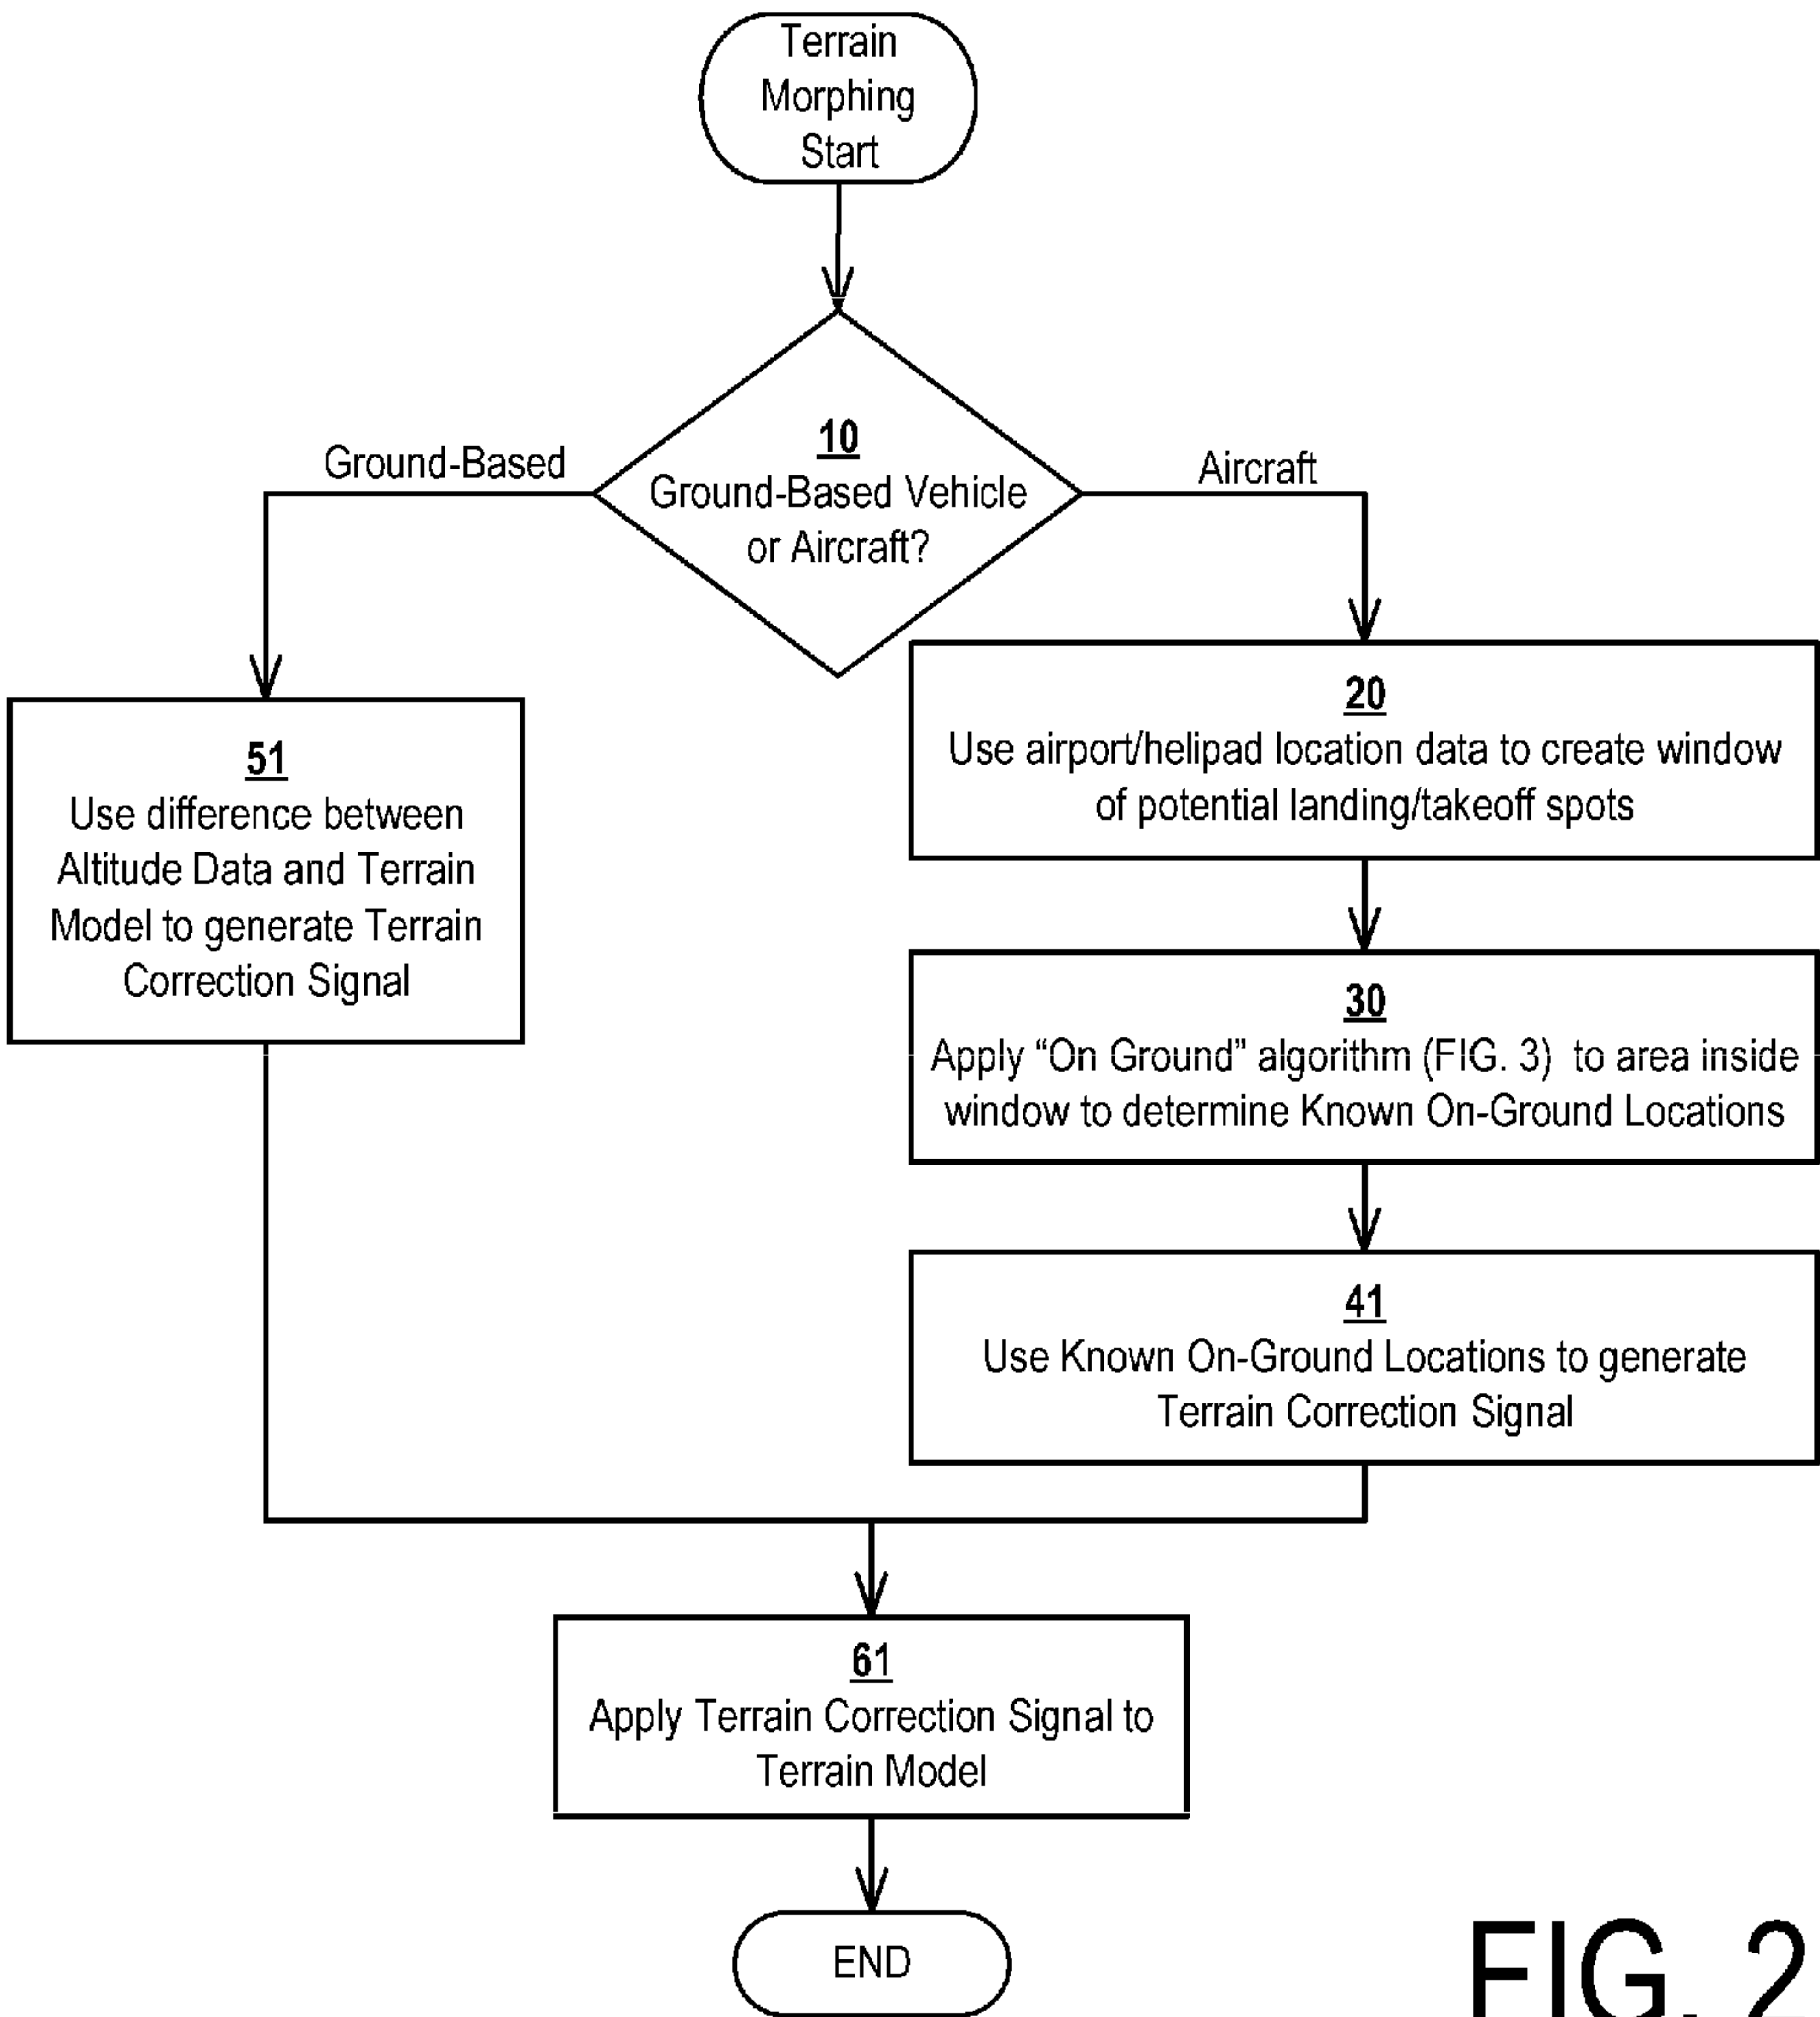 Terrain
Morphing
Start
10
Ground-Based Vehicle
or Aircraft?
Ground-Based
Aircraft
51
Use difference between
Altitude Data and Terrain
Model to generate Terrain
Correction Signal
20
Use airport/helipad location data to create window
of potential landing/takeoff spots
30
Apply “On Ground” algorithm (FIG. 3) to area inside
window to determine Known On-Ground Locations
41
Use Known On-Ground Locations to generate
Terrain Correction Signal
61
Apply Terrain Correction Signal to
Terrain Model
END
FIG. 2